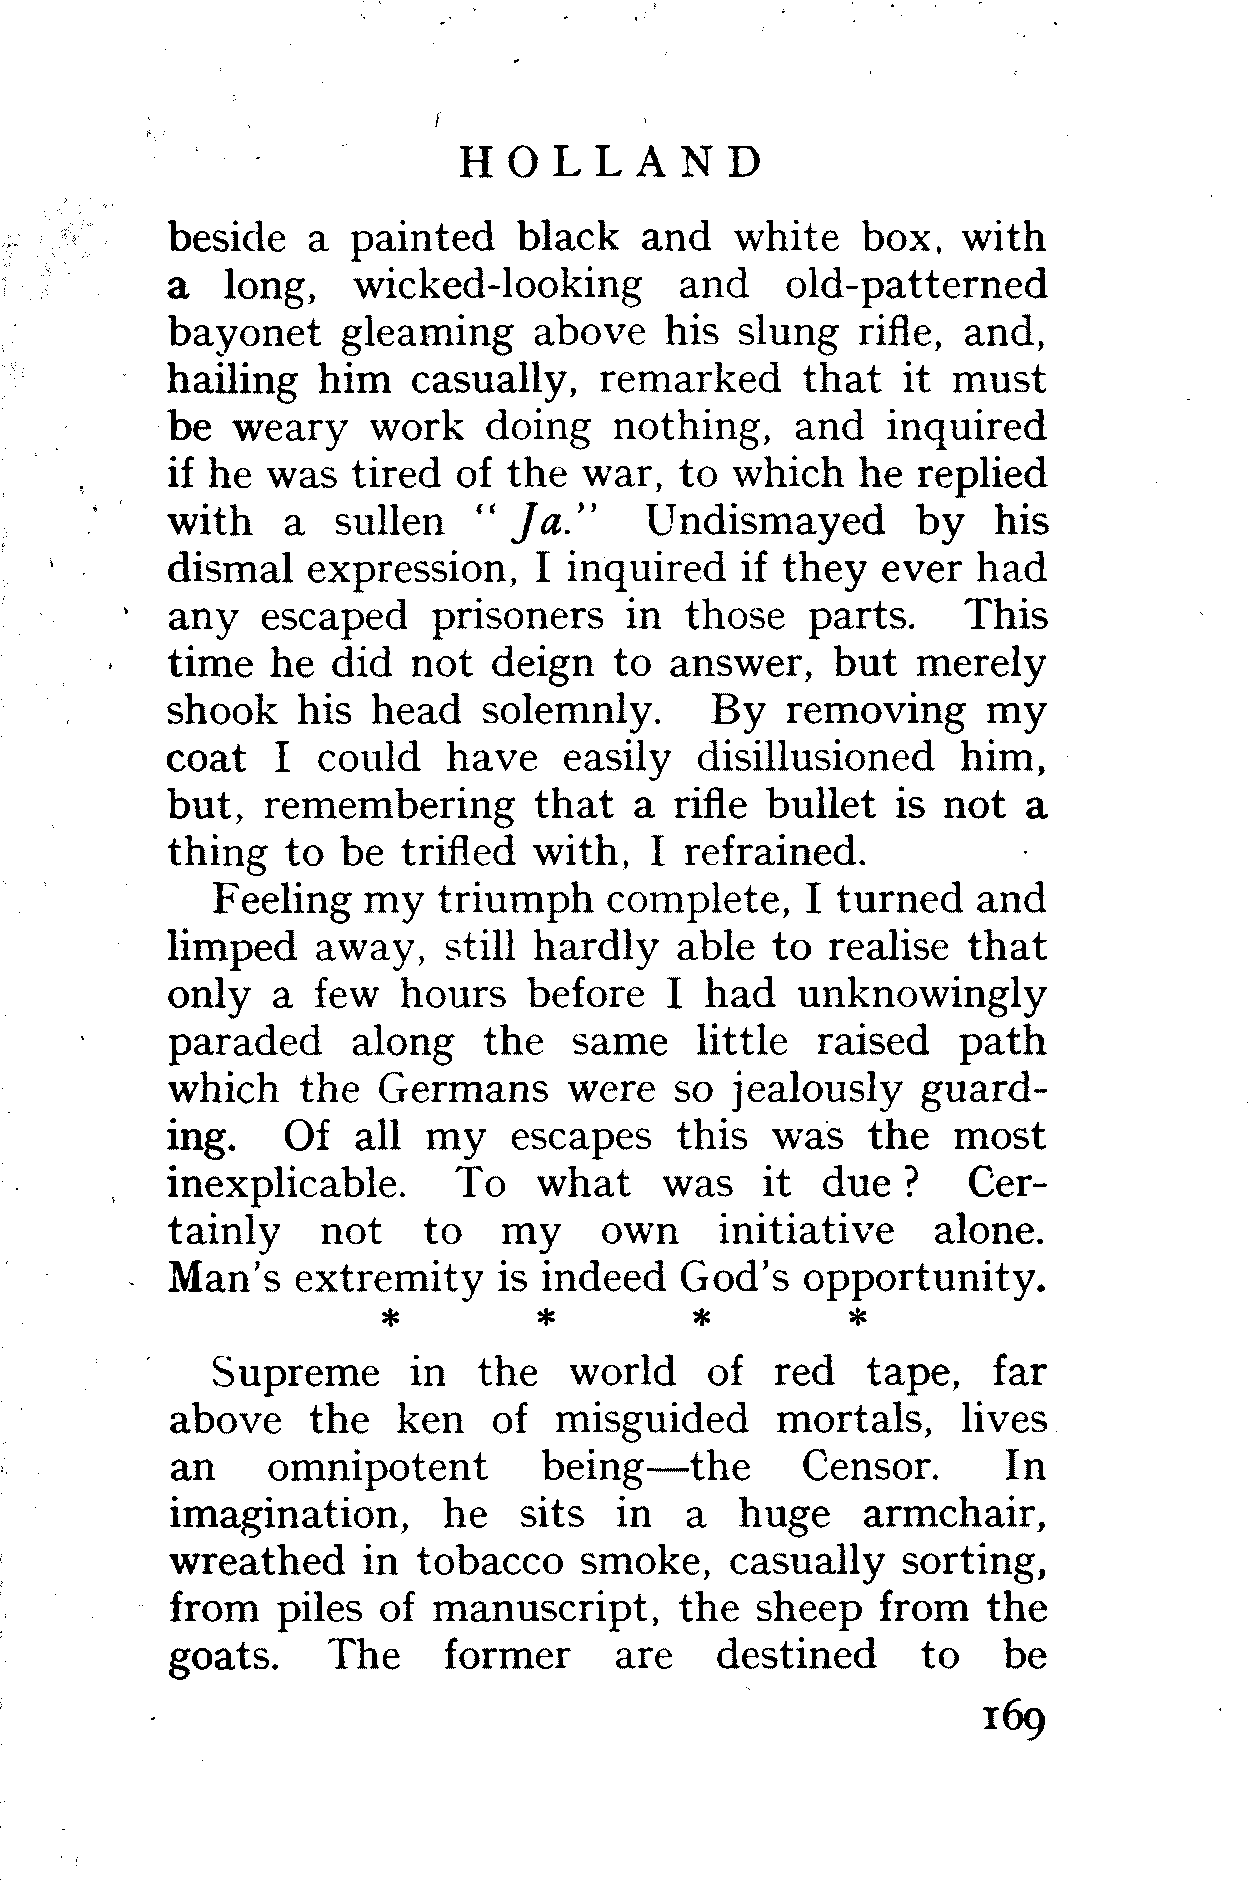 HOLLAND
beside a painted black and white box, with
a long, wicked-looking and old-patterned
bayonet gleaming above his slung rifle, and,
hailing him casually, remarked that it must
be weary work doing nothing, and inquired
if he was tired of the war, to which he replied
with a sullen “ Ja.” Undismayed by his
dismal expression, I inquired if they ever had
any escaped prisoners in those parts. This
time he did not deign to answer, but merely
shook his head solemnly. By removing my
coat I could have easily disillusioned him,
but, remembering that a rifle bullet is not a
thing to be trifled with, I refrained.
Feeling my triumph complete, I turned and
limped away, still hardly able to realise that
only a few hours before I had unknowingly
paraded along the same little raised path
which the Germans were so jealously guard-
ing. Of all my escapes this was the most
inexplicable. To what was it due ? Cer-
tainly not to my own initiative alone.
Man's extremity is indeed God's opportunity.
* * * *
Supreme in the world of red tape, far
above the ken of misguided mortals, lives
an omnipotent being—the Censor. In
imagination, he sits in a huge armchair,
wreathed in tobacco smoke, casually sorting,
from piles of manuscript, the sheep from the
goats. The former are destined to be
169